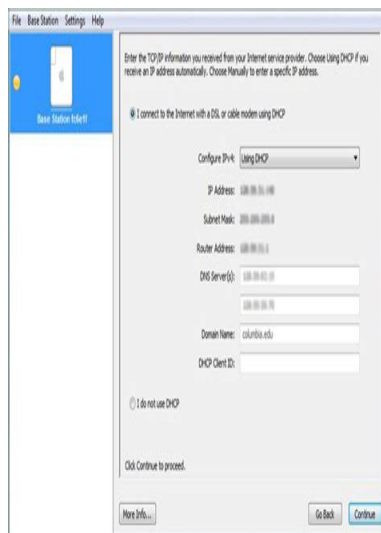 File Base Station Settings Help
Base Station
Enter the TCP/IP information you received from your Internet service provider. Choose Using DHCP if you
receive an IP address automatically. Choose Manually to enter a specific IP address.
I connect to the Internet with a DSL or cable modem using DHCP
Configure IPv4: Using DHCP
IP Address:
Subnet Mask:
Router Address:
DNS Server(s):
Domain Name: columbia.edu
DHCP Client ID:
I do not use DHCP
Click Continue to proceed.
More Info... Go Back Continue